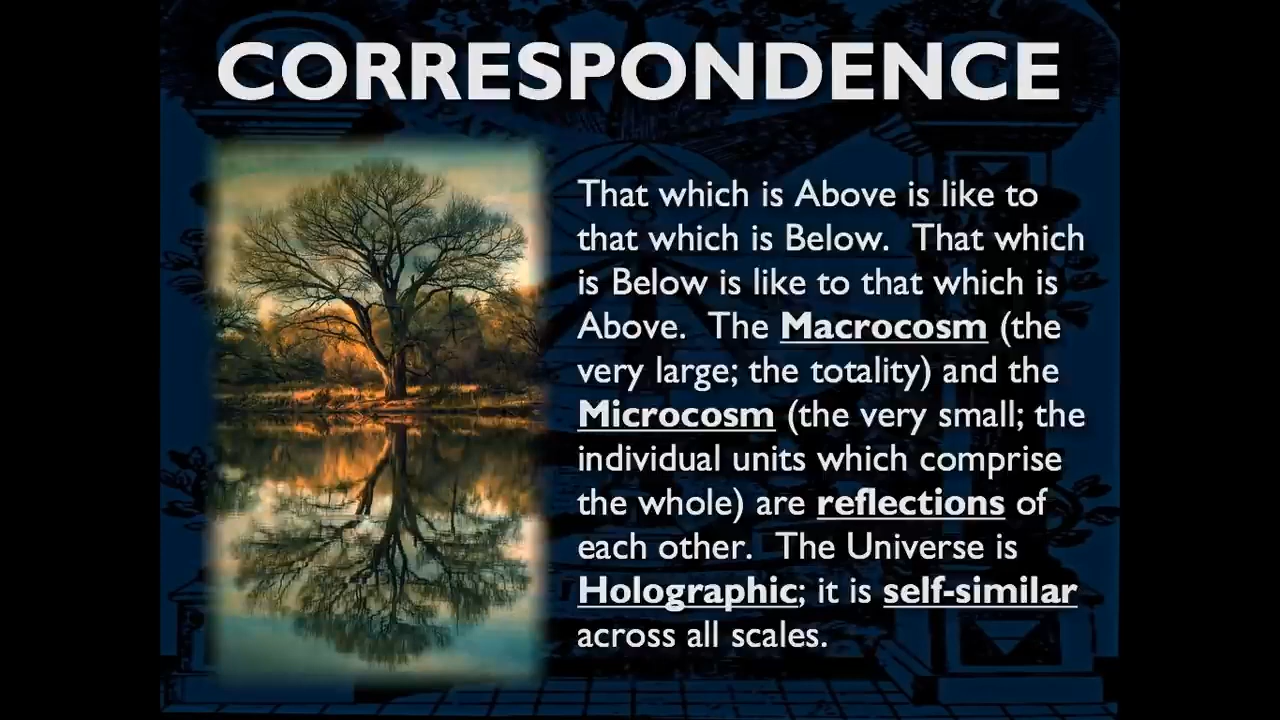 CORRESPONDENCE
That which is Above is like to
that which is Below.  That which
is Below is like to that which is
Above.  The Macrocosm (the
very large; the totality) and the
Microcosm (the very small; the
individual units which comprise
the whole) are reflections of
each other.  The Universe is
Holographic; it is self-similar
across all scales.